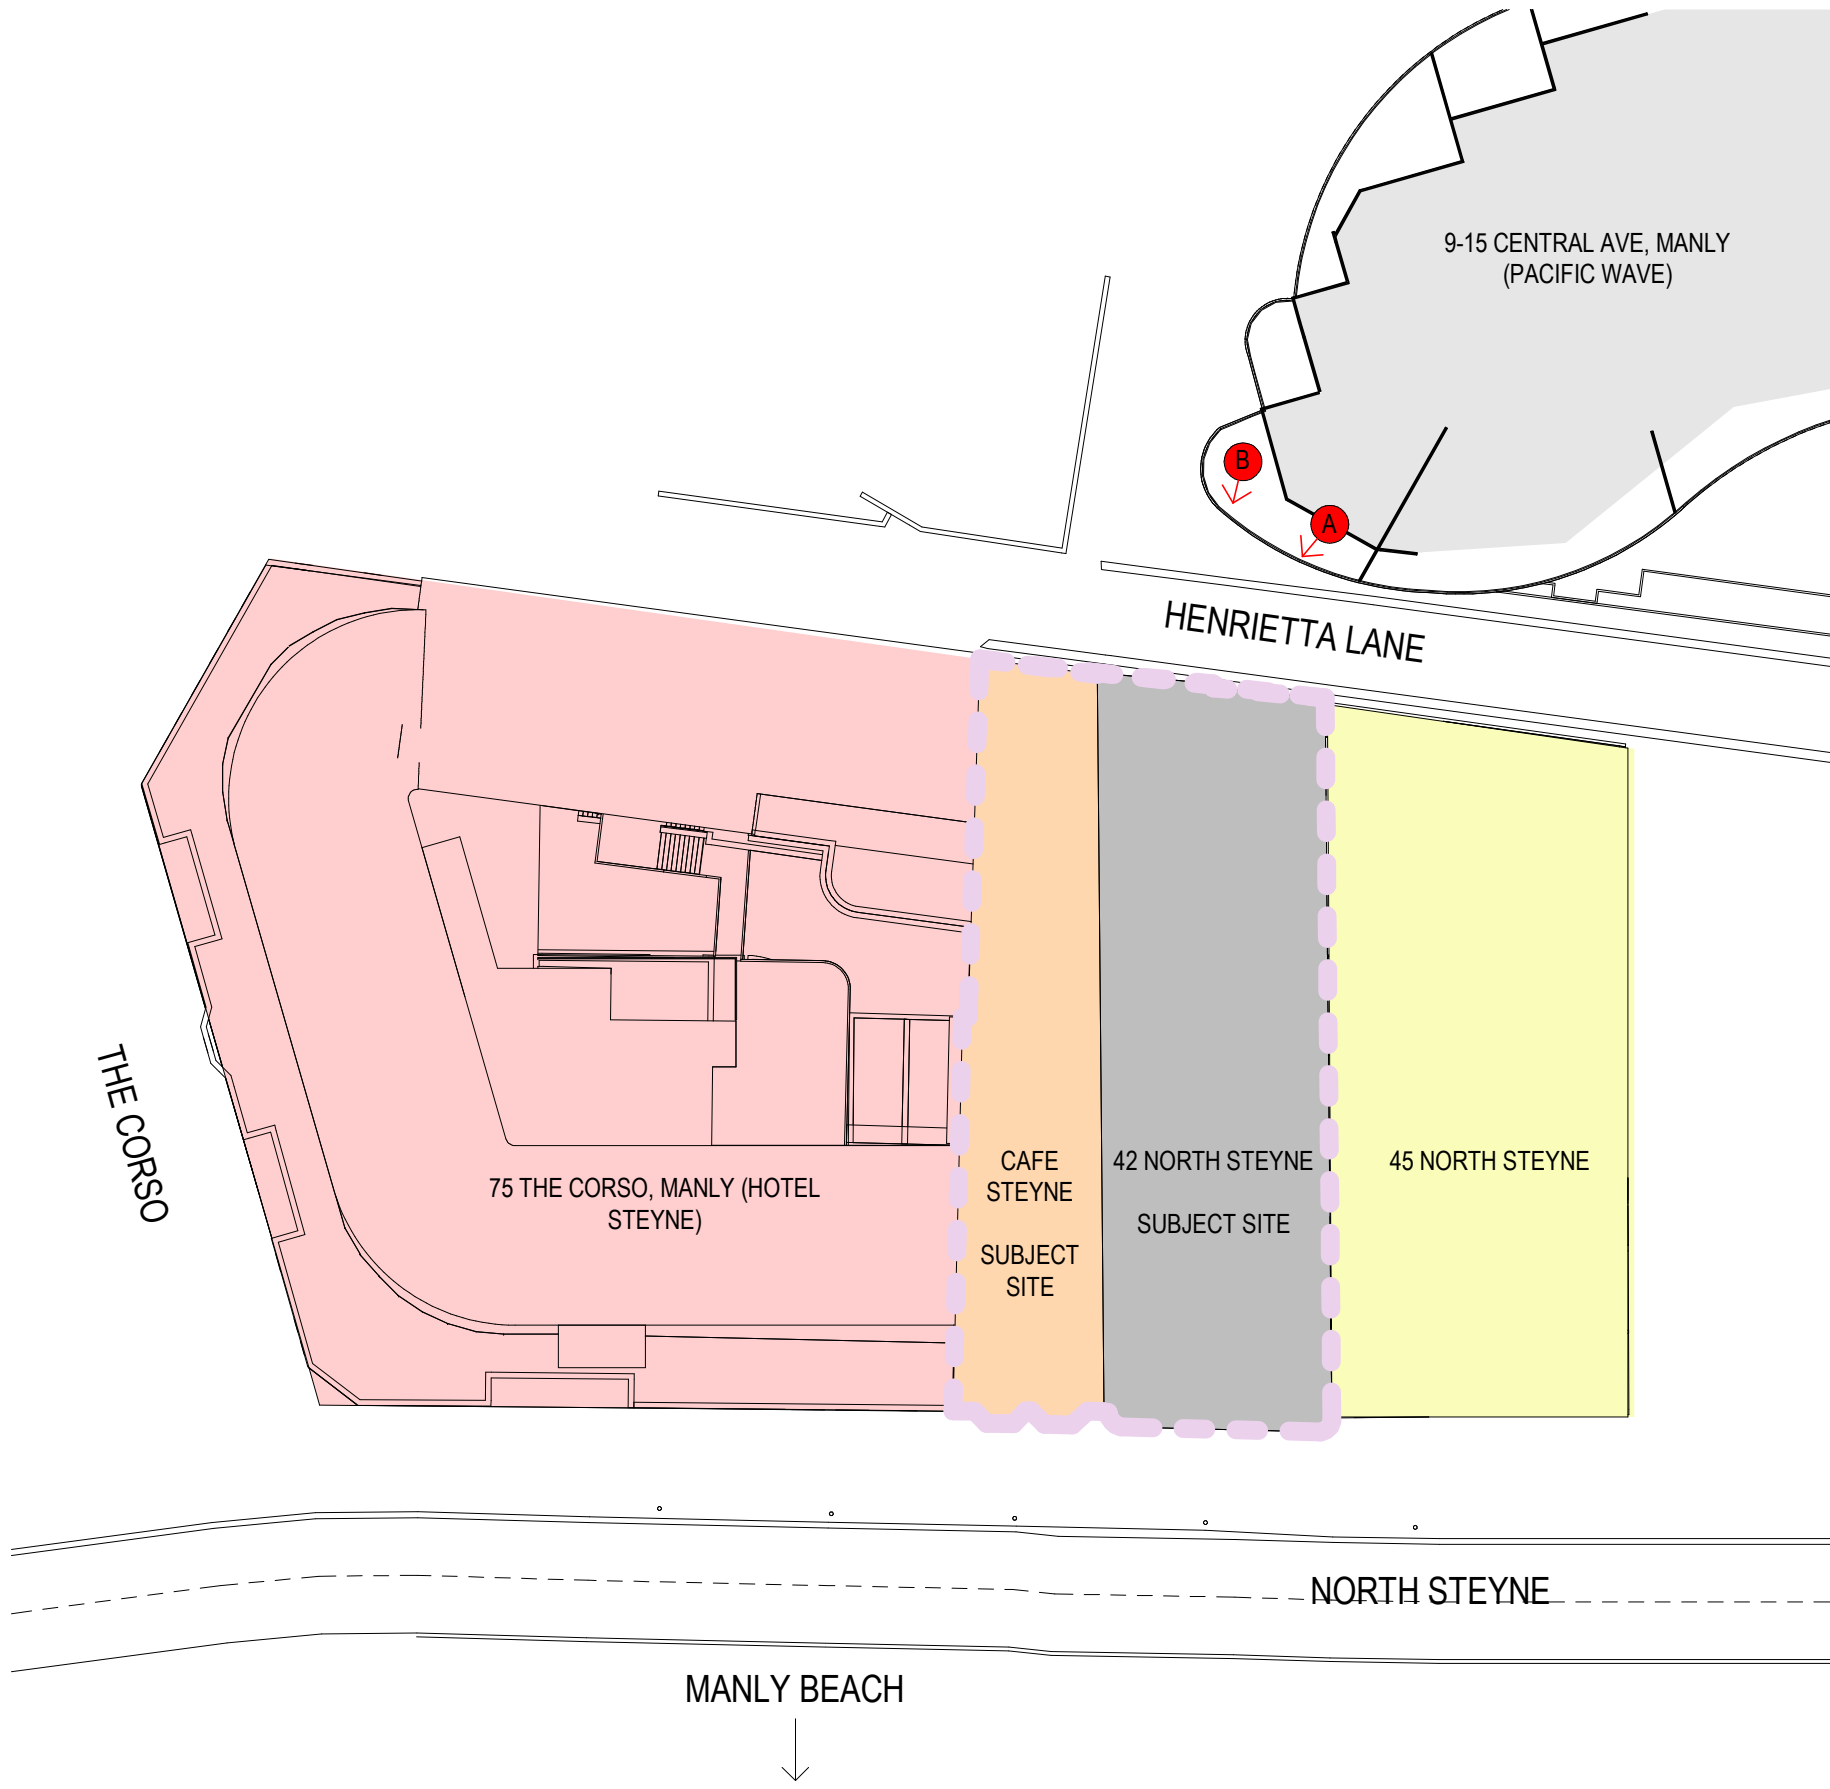 9-15 CENTRAL AVE, MANLY
(PACIFIC WAVE)
B
A
HENRIETTA LANE
THE CORSO
75 THE CORSO, MANLY (HOTEL
STEYNE)
CAFE
STEYNE
SUBJECT
SITE
42 NORTH STEYNE
SUBJECT SITE
45 NORTH STEYNE
NORTH STEYNE
MANLY BEACH